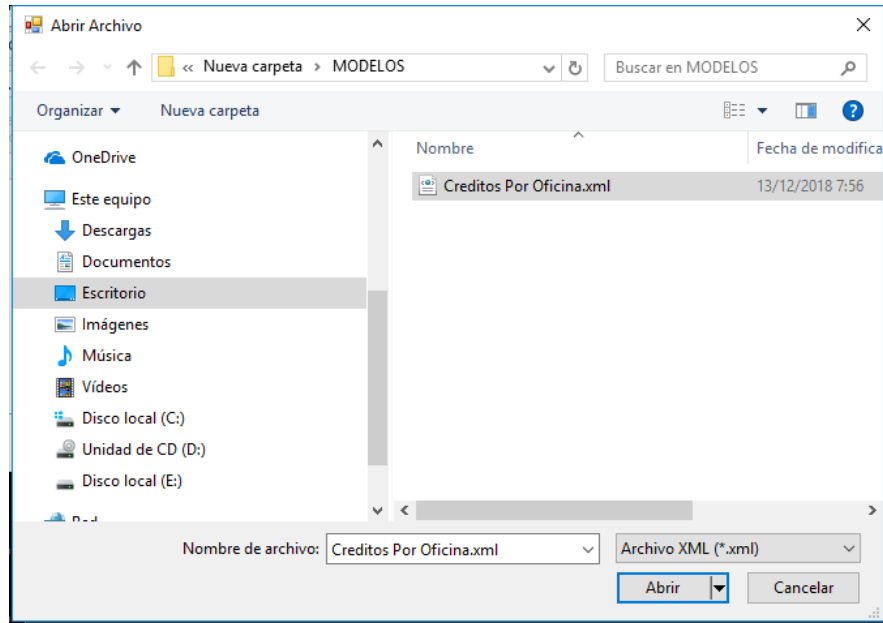 Abrir Archivo
« Nueva carpeta › MODELOS
Buscar en MODELOS
Organizar
Nueva carpeta
OneDrive
Este equipo
Descargas
Documentos
Escritorio
Imágenes
Música
Vídeos
Disco local (C:)
Unidad de CD (D:)
Disco local (E:)
Nombre
Fecha de modifica
Creditos Por Oficina.xml
13/12/2018 7:56
Nombre de archivo:
Creditos Por Oficina.xml
Archivo XML (*.xml)
Abrir
Cancelar